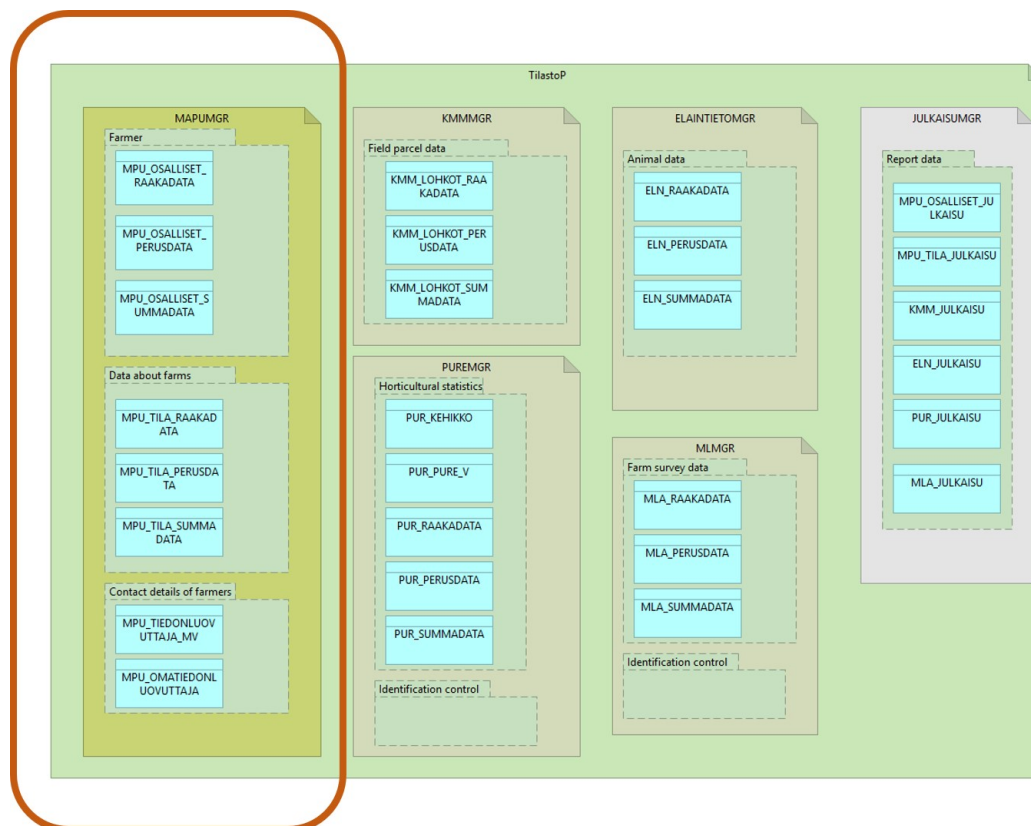 TilastoP
MAPUMGR
Farmer
MPU_OSALLISET_
RAAKADATA
MPU_OSALLISET_
PERUSDATA
MPU_OSALLISET_S
UMMADATA
Data about farms
MPU_TILA_RAAKAD
ATA
MPU_TILA_PERUSDA
TA
MPU_TILA_SUMMA
DATA
Contact details of farmers
MPU_TIEDONLUOV
UTTAJA_MV
MPU_OMATIEDONL
UOVUTTAJA
KMMMGR
Field parcel data
KMM_LOHKOT_RAA
KADATA
KMM_LOHKOT_PER
USDATA
KMM_LOHKOT_SUM
MADATA
PUREMGR
Horticultural statistics
PUR_KEHIKKO
PUR_PURE_V
PUR_RAAKADATA
PUR_PERUSDATA
PUR_SUMMADATA
Identification control
ELAINTIETOMGR
Animal data
ELN_RAAKADATA
ELN_PERUSDATA
ELN_SUMMADATA
MLMGR
Farm survey data
MLA_RAAKADATA
MLA_PERUSDATA
MLA_SUMMADATA
Identification control
JULKAISUMGR
Report data
MPU_OSALLISET_JU
LKAISU
MPU_TILA_JULKAISU
KMM_JULKAISU
ELN_JULKAISU
PUR_JULKAISU
MLA_JULKAISU